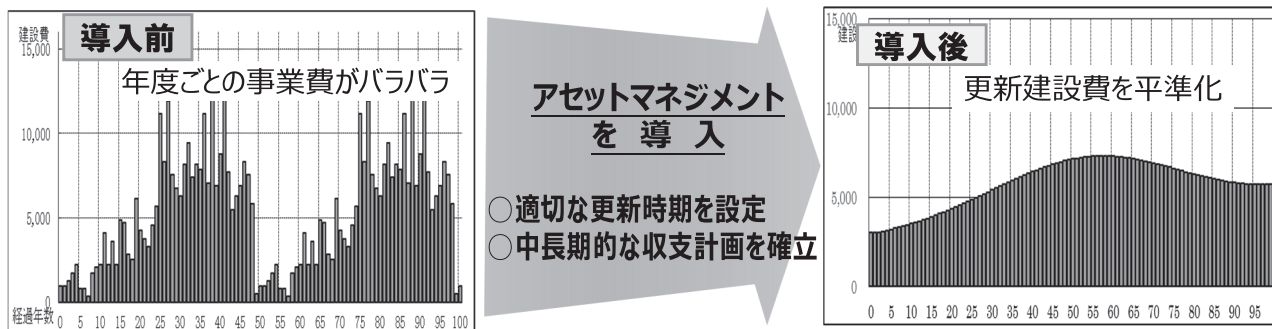 建設費
15,000
導入前
年度ごとの事業費がバラバラ
10,000
5,000
0
経過年数
0 5 10 15 20 25 30 35 40 45 50 55 60 65 70 75 80 85 90 95 100
アセットマネジメント
を 導 入
○適切な更新時期を設定
○中長期的な収支計画を確立
15,000
建設
導入後
更新建設費を平準化
10,000
5,000
0
0 5 10 15 20 25 30 35 40 45 50 55 60 65 70 75 80 85 90 95